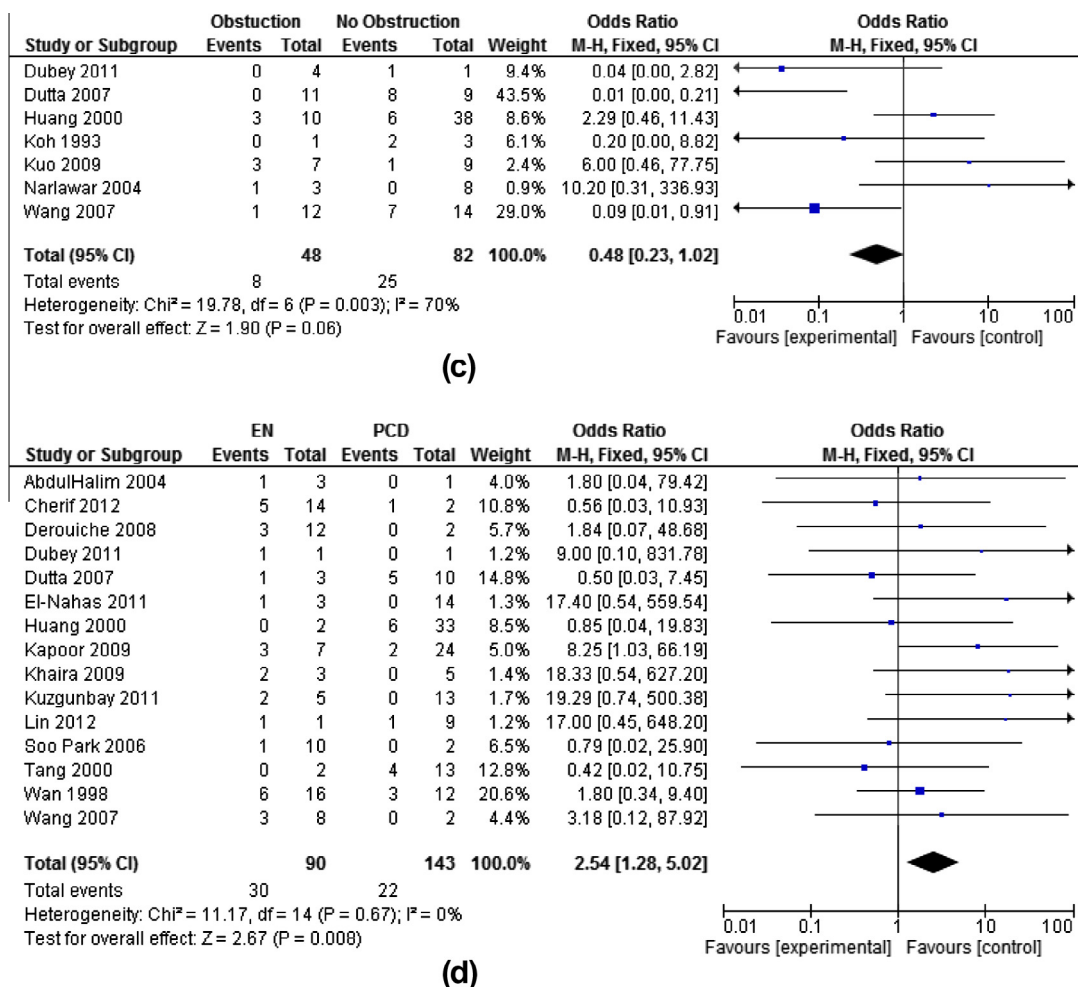 Obstuction No Obstruction Odds Ratio Odds Ratio
Study or Subgroup Events Total Events Total Weight M-H, Fixed, 95% CI M-H, Fixed, 95% CI
Dubey 2011 0 4 1 1 9.4% 0.04 [0.00, 2.82]
Dutta 2007 0 11 8 9 43.5% 0.01 [0.00, 0.21]
Huang 2000 3 10 6 38 8.6% 2.29 [0.46, 11.43]
Koh 1993 0 1 2 3 6.1% 0.20 [0.00, 8.82]
Kuo 2009 3 7 1 9 2.4% 6.00 [0.46, 77.75]
Narlawar 2004 1 3 0 8 0.9% 10.20 [0.31, 336.93]
Wang 2007 1 12 7 14 29.0% 0.09 [0.01, 0.91]
Total (95% CI) 48 82 100.0% 0.48 [0.23, 1.02]
Total events 8 25
Heterogeneity: Chi² = 19.78, df = 6 (P = 0.003); I² = 70%
Test for overall effect: Z = 1.90 (P = 0.06)
0.01 0.1 1 10 100
Favours [experimental] Favours [control]
(c)
EN PCD Odds Ratio Odds Ratio
Study or Subgroup Events Total Events Total Weight M-H, Fixed, 95% CI M-H, Fixed, 95% CI
AbdulHalim 2004 1 3 0 1 4.0% 1.80 [0.04, 79.42]
Cherif 2012 5 14 1 2 10.8% 0.56 [0.03, 10.93]
Derouiche 2008 3 12 0 2 5.7% 1.84 [0.07, 48.68]
Dubey 2011 1 1 0 1 1.2% 9.00 [0.10, 831.78]
Dutta 2007 1 3 5 10 14.8% 0.50 [0.03, 7.45]
El-Nahas 2011 1 3 0 14 1.3% 17.40 [0.54, 559.54]
Huang 2000 0 2 6 33 8.5% 0.85 [0.04, 19.83]
Kapoor 2009 3 7 2 24 5.0% 8.25 [1.03, 66.19]
Khaira 2009 2 3 0 5 1.2% 18.33 [0.54, 627.20]
Kuzgunbay 2011 2 5 0 13 1.7% 19.29 [0.74, 500.38]
Lin 2012 1 1 1 9 1.2% 17.00 [0.45, 648.20]
Soo Park 2006 1 10 0 2 6.5% 0.79 [0.02, 25.90]
Tang 2000 0 2 4 13 12.8% 0.42 [0.02, 10.75]
Wan 1998 6 16 3 12 20.6% 1.80 [0.34, 9.40]
Wang 2007 3 8 0 2 4.4% 3.18 [0.12, 87.92]
Total (95% CI) 90 143 100.0% 2.54 [1.28, 5.02]
Total events 30 22
Heterogeneity: Chi² = 11.17, df = 14 (P = 0.67); I² = 0%
Test for overall effect: Z = 2.67 (P = 0.008)
0.01 0.1 1 10 100
Favours [experimental] Favours [control]
(d)